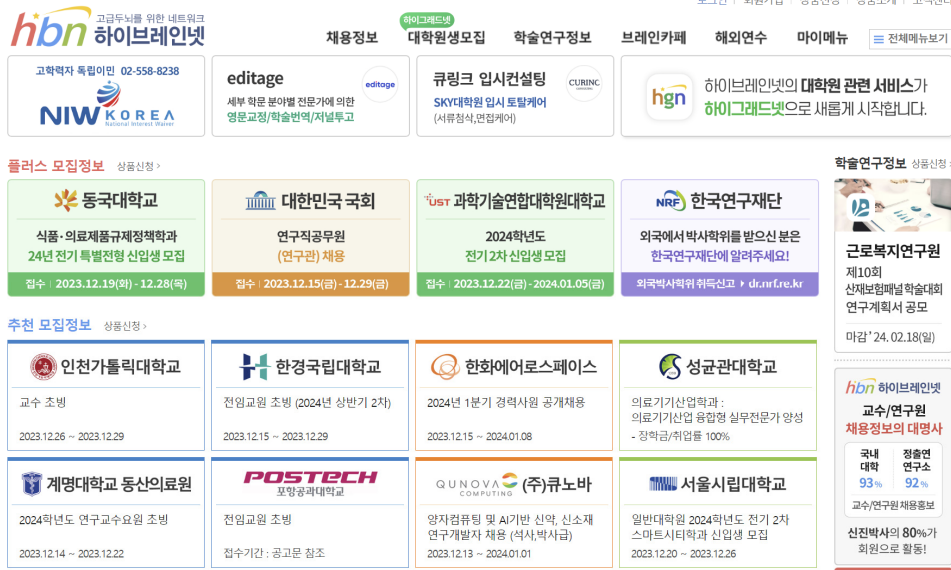 로그인 | 회원가입 | 상품신청 | 상품소개 | 고객센터
hbn 고급두뇌를 위한 네트워크
하이브레인넷
하이그래드넷
채용정보 대학원생모집 학술연구정보 브레인카페 해외연수 마이메뉴 전체메뉴보기
고학력자 독립이민 02-558-8238
NIW KOREA
National Interest Waiver
editage
세부 학문 분야별 전문가에 의한
영문교정/학술번역/저널투고
editage
큐링크 입시컨설팅
SKY대학원 입시 토탈케어
(서류첨삭,면접케어)
CURINC
hgn
하이브레인넷의 대학원 관련 서비스가
하이그래드넷으로 새롭게 시작합니다.
플러스 모집정보 상품신청 >
동국대학교
식품·의료제품규제정책학과
24년 전기 특별전형 신입생 모집
접수 | 2023.12.19(화) - 12.28(목)
대한민국 국회
연구직공무원
(연구관) 채용
접수 | 2023.12.15(금) - 12.29(금)
UST 과학기술연합대학원대학교
2024학년도
전기 2차 신입생 모집
접수 | 2023.12.22(금) - 2024.01.05(금)
NRF 한국연구재단
외국에서 박사학위를 받으신 분은
한국연구재단에 알려주세요!
외국박사학위 취득신고 ▸ dr.nrf.re.kr
추천 모집정보 상품신청 >
인천가톨릭대학교
교수 초빙
2023.12.26 ~ 2023.12.29
한경국립대학교
전임교원 초빙 (2024년 상반기 2차)
2023.12.15 ~ 2023.12.29
한화에어로스페이스
2024년 1분기 경력사원 공개채용
2023.12.15 ~ 2024.01.08
성균관대학교
의료기기산업학과 :
의료기기산업 융합형 실무전문가 양성
- 장학금/취업률 100%
계명대학교 동산의료원
2024학년도 연구교수요원 초빙
2023.12.14 ~ 2023.12.22
POSTECH
포항공과대학교
전임교원 초빙
접수기간 : 공고문 참조
QUNOVA
COMPUTING
(주)큐노바
양자컴퓨팅 및 AI기반 신약, 신소재
연구개발자 채용 (석사,박사급)
2023.12.13 ~ 2024.01.01
서울시립대학교
일반대학원 2024학년도 전기 2차
스마트시티학과 신입생 모집
2023.12.20 ~ 2023.12.26
학술연구정보 상품신청 >
근로복지연구원
제10회
산재보험패널 학술대회
연구계획서 공모
마감 ’24. 02.18(일)
hbn 하이브레인넷
교수/연구원
채용정보의 대명사
국내
대학
93%
정출연
연구소
92%
교수/연구원 채용홍보
신진박사의 80%가
회원으로 활동!